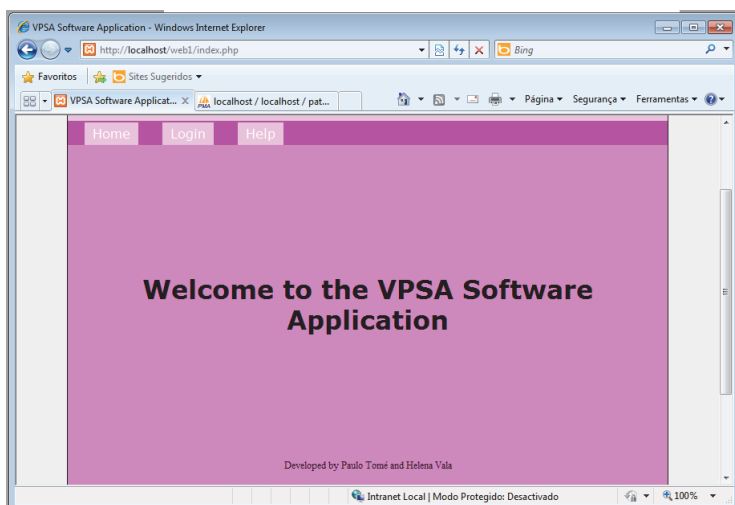 VPSA Software Application - Windows Internet Explorer
http://localhost/web1/index.php
Bing
Favoritos
Sites Sugeridos
VPSA Software Applicat...
localhost / localhost / pat...
Página
Segurança
Ferramentas
Home
Login
Help
Welcome to the VPSA Software
Application
Developed by Paulo Tomé and Helena Vala
Intranet Local | Modo Protegido: Desactivado
100%